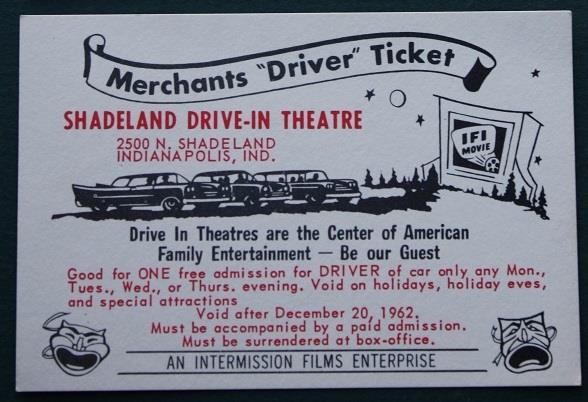 Merchants "Driver" Ticket
SHADELAND DRIVE-IN THEATRE
2500 N. SHADELAND
INDIANAPOLIS, IND.
IFI
MOVIE
Drive In Theatres are the Center of American
Family Entertainment — Be our Guest
Good for ONE free admission for DRIVER of car only any Mon.,
Tues., Wed., or Thurs. evening. Void on holidays, holiday eves,
and special attractions
Void after December 20, 1962.
Must be accompanied by a paid admission.
Must be surrendered at box-office.
AN INTERMISSION FILMS ENTERPRISE